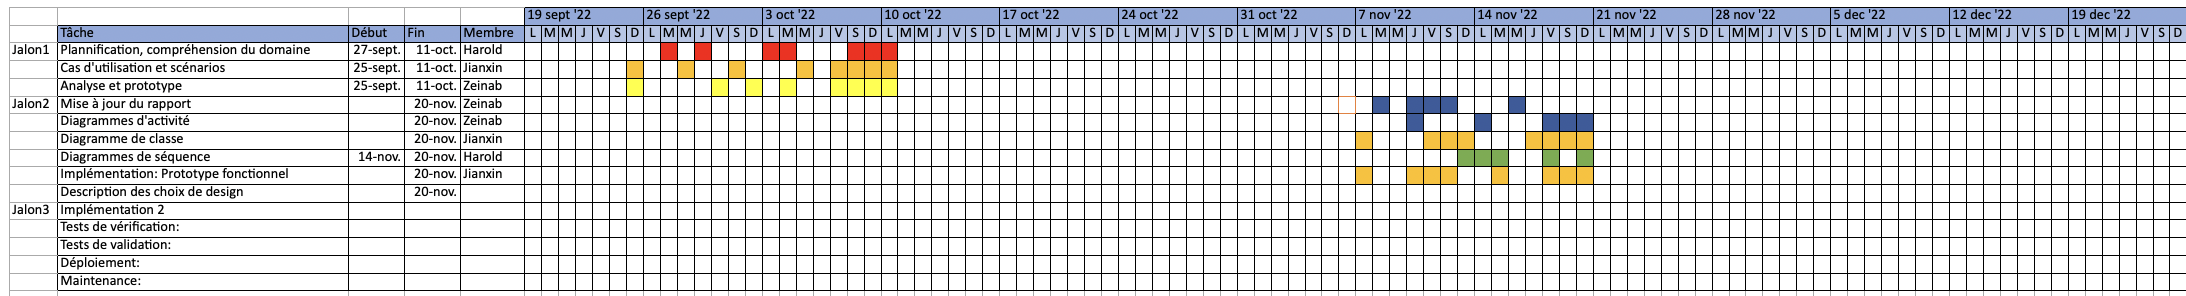 19 sept '22 26 sept '22 3 oct '22 10 oct '22 17 oct '22 24 oct '22 31 oct '22 7 nov '22 14 nov '22 21 nov '22 28 nov '22 5 dec '22 12 dec '22 19 dec '22
Tâche Début Fin Membre L M M J V S D L M M J V S D L M M J V S D L M M J V S D L M M J V S D L M M J V S D L M M J V S D L M M J V S D L M M J V S D L M M J V S D L M M J V S D L M M J V S D L M M J V S D L M M J V S D
Jalon1 Plannification, compréhension du domaine 27-sept. 11-oct. Harold
Cas d'utilisation et scénarios 25-sept. 11-oct. Jianxin
Analyse et prototype 25-sept. 11-oct. Zeinab
Jalon2 Mise à jour du rapport 20-nov. Zeinab
Diagrammes d'activité 20-nov. Zeinab
Diagramme de classe 20-nov. Jianxin
Diagrammes de séquence 14-nov. 20-nov. Harold
Implémentation: Prototype fonctionnel 20-nov. Jianxin
Description des choix de design 20-nov.
Jalon3 Implémentation 2
Tests de vérification:
Tests de validation:
Déploiement:
Maintenance: